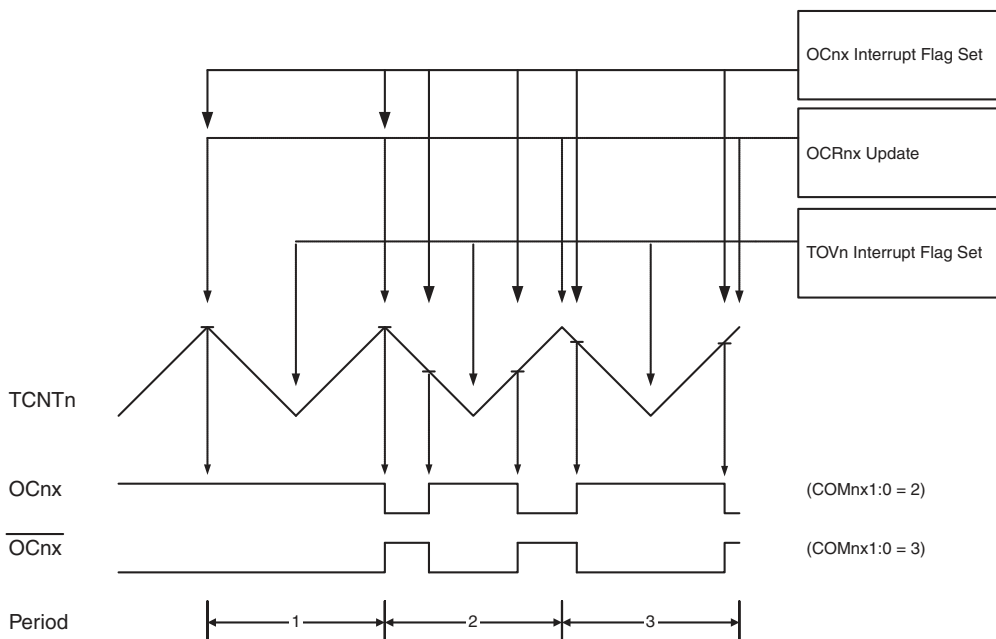 OCnx Interrupt Flag Set
OCRnx Update
TOVn Interrupt Flag Set
TCNTn
OCnx
(COMnx1:0 = 2)
OCnx
(COMnx1:0 = 3)
Period
1
2
3